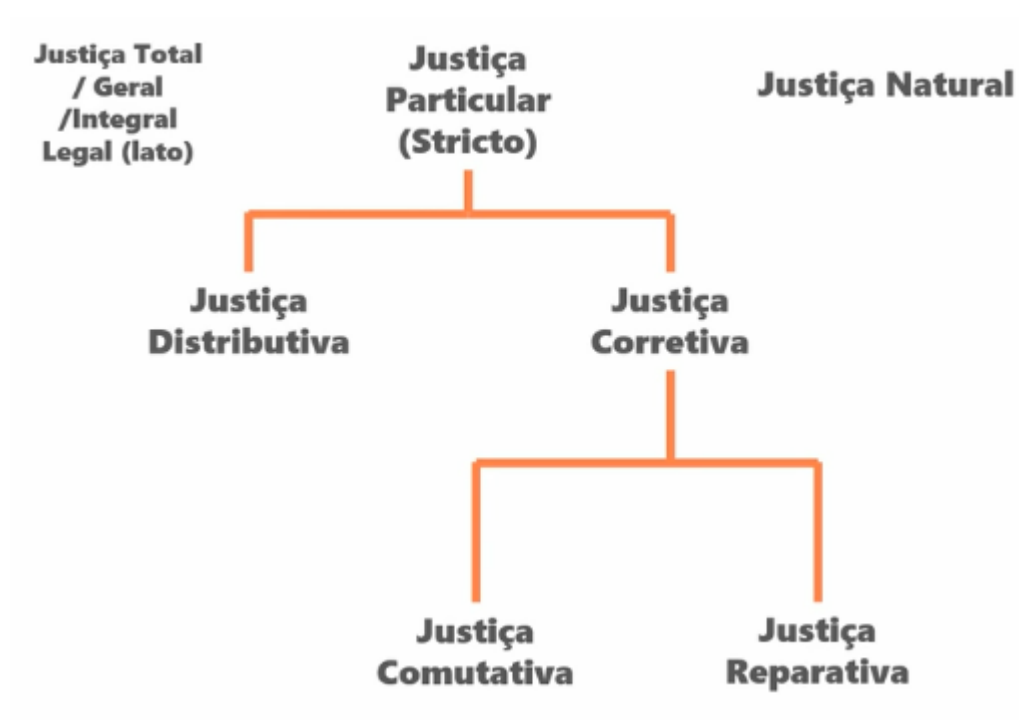 Justiça Total
/ Geral
/Integral
Legal (lato)
Justiça
Particular
(Stricto)
Justiça Natural
Justiça
Distributiva
Justiça
Corretiva
Justiça
Comutativa
Justiça
Reparativa